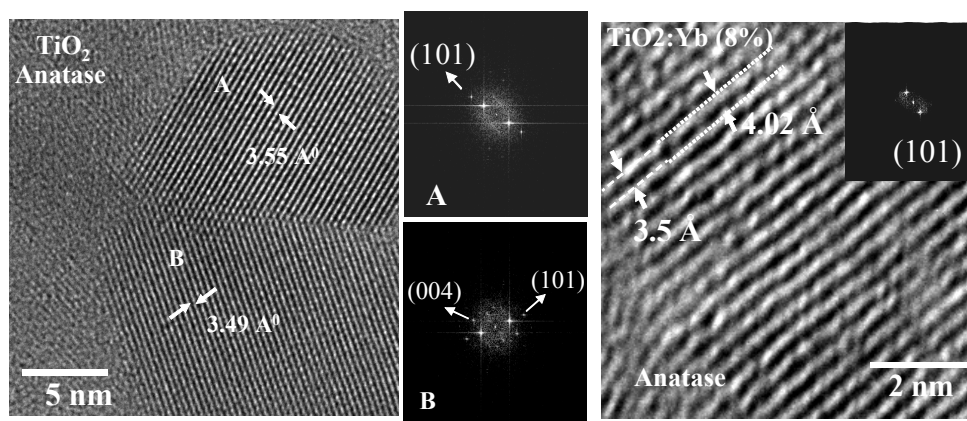 TiO2
Anatase
A
3.55 A0
B
3.49 A0
5 nm
(101)
A
(004)
(101)
B
TiO2:Yb (8%)
4.02 Å
(101)
3.5 Å
Anatase
2 nm